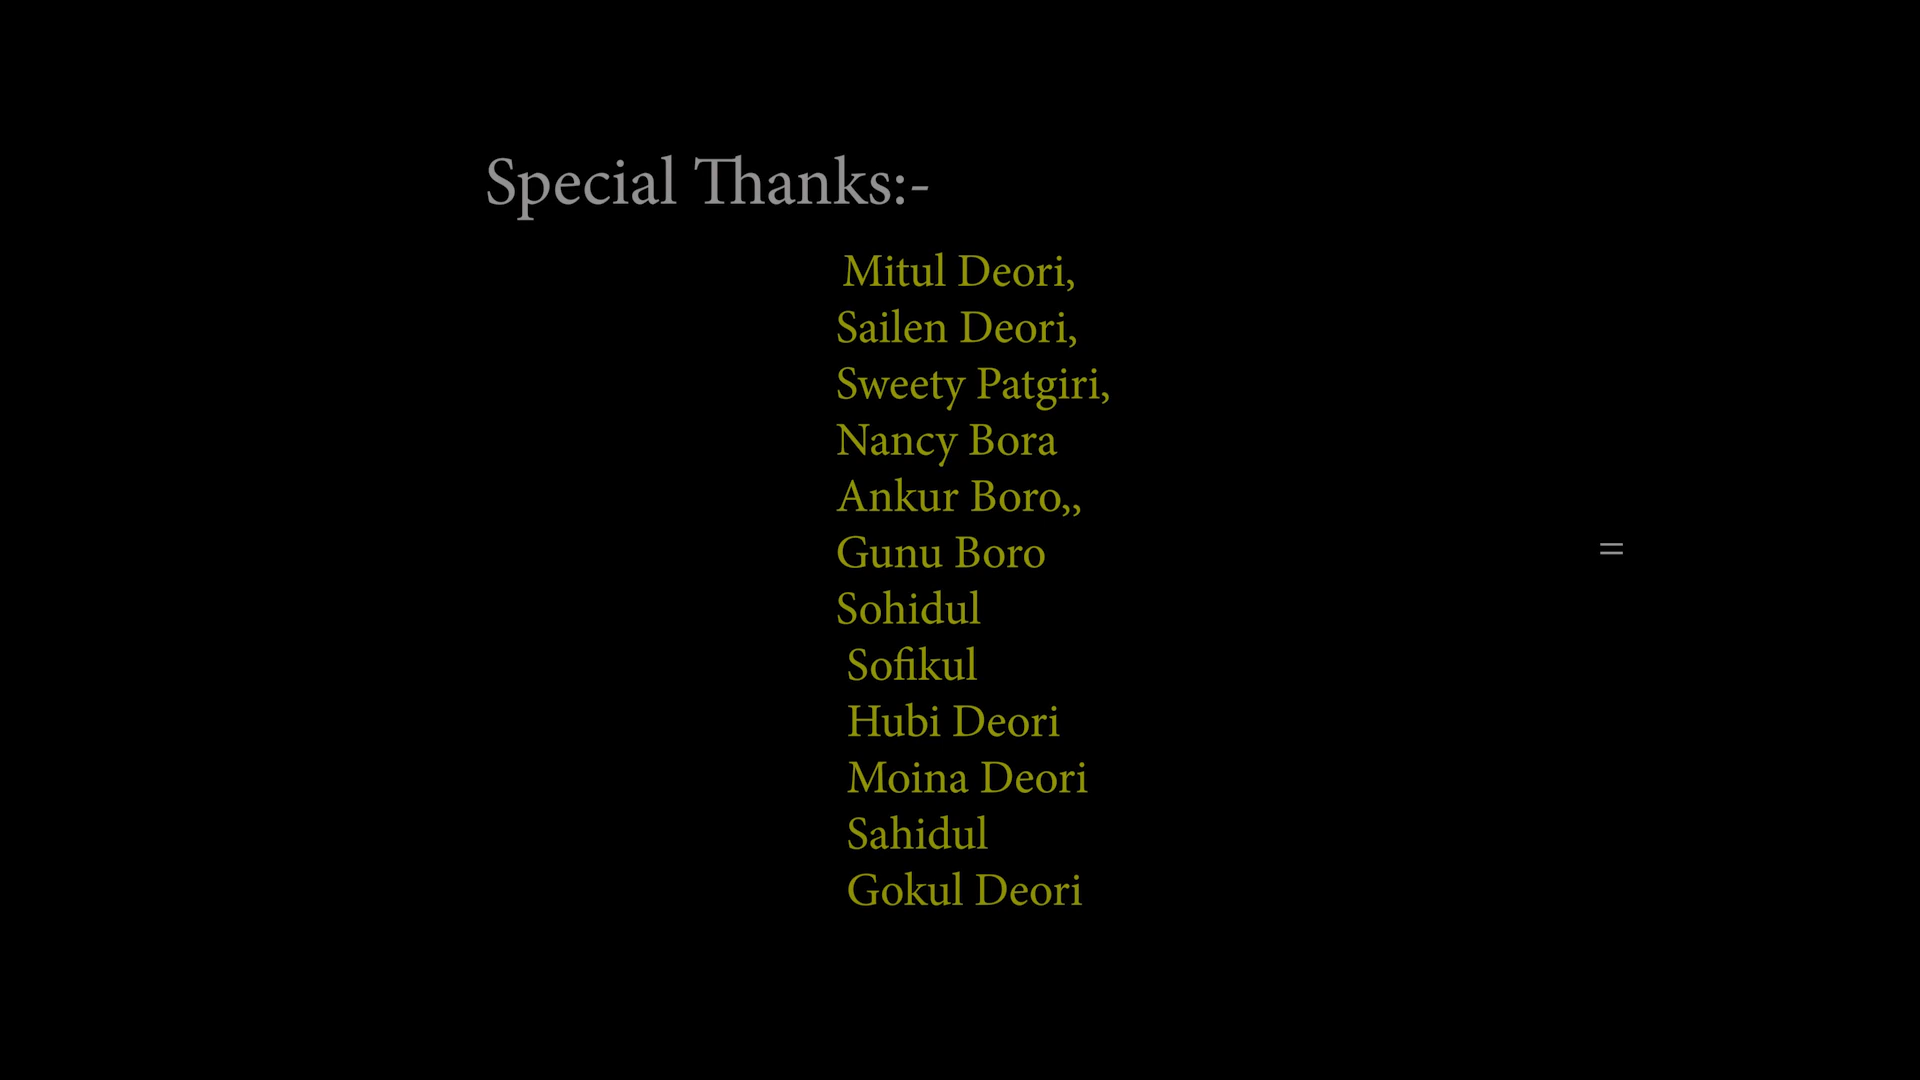 Special Thanks:-
Mitul Deori,
Sailen Deori,
Sweety Patgiri,
Nancy Bora
Ankur Boro,,
Gunu Boro
=
Sohidul
Sofikul
Hubi Deori
Moina Deori
Sahidul
Gokul Deori